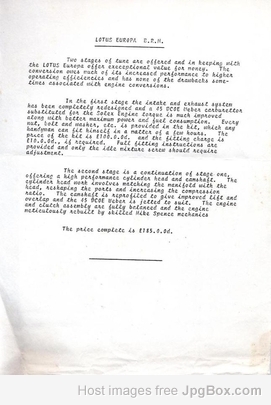 LOTUS EUROPA B.R.M.
Two stages of tune are offered and in keeping with
the LOTUS Europa offer exceptional value for money. The
conversion owes much of its increased performance to higher
operating efficiencies and has none of the drawbacks some-
times associated with engine conversions.
In the first stage the intake and exhaust system
has been completely redesigned and a 45 DCOE Weber carburetter
substituted for the Solex Engine torque is much improved
along with better maximum power and fuel consumption. Every
nut, bolt and washer, etc. is provided in the kit, which any
handyman can fit himself in a matter of a few hours. The
price of the kit is and the fitting charge is
£10.0.0d., if required. Full fitting instructions are
provided and only the idle mixture screw should require
adjustment.
The second stage is a continuation of stage one,
offering a high performance cylinder head and camshaft. The
cylinder head work involves matching the manifold with the
head, reshaping the ports and increasing the compression
ratio. The camshaft is reprofiled to give improved lift and
overlap and the 45 DCOE Weber is jetted to suit. The engine
and clutch assembly are fully balanced and the engine
meticulously rebuilt by skilled Mike Spence mechanics
The price complete is
Host images free JpgBox.com